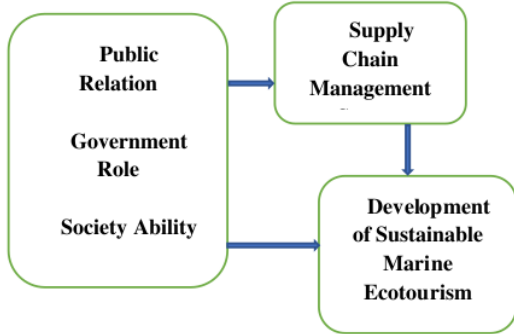 Public
Relation
Government
Role
Society Ability
Supply
Chain
Management
Development
of Sustainable
Marine
Ecotourism